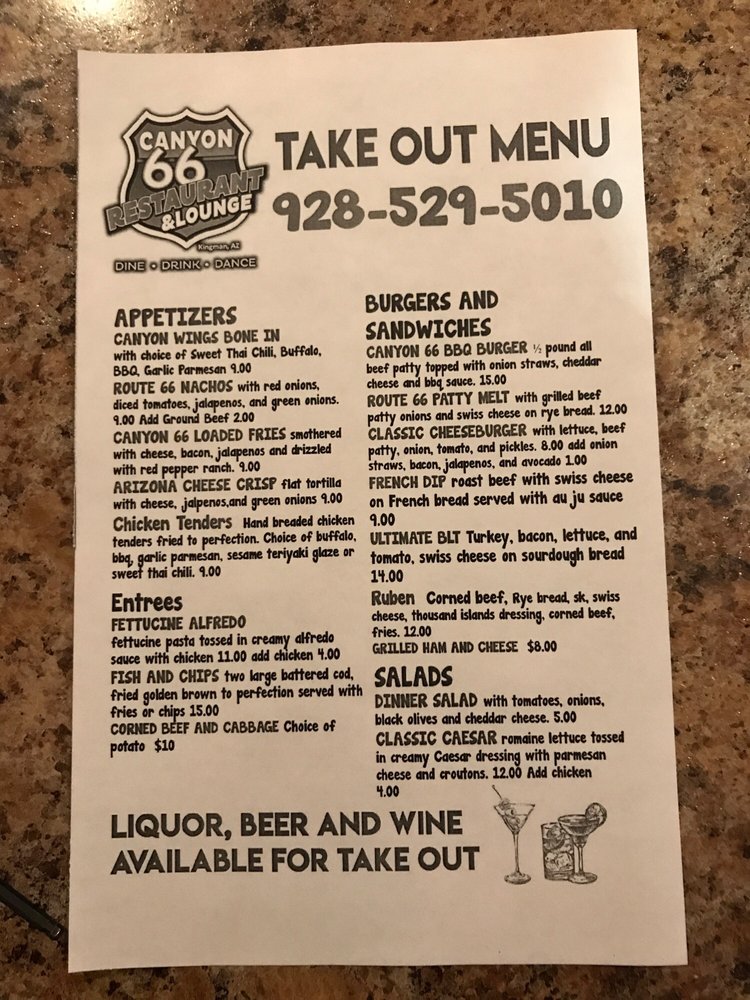 CANYON
66
RESTAURANT
&LOUNGE
Kingman, AZ
DINE • DRINK • DANCE
TAKE OUT MENU
928-529-5010
APPETIZERS
CANYON WINGS BONE IN
with choice of Sweet Thai Chili, Buffalo,
BBQ, Garlic Parmesan 9.00
ROUTE 66 NACHOS with red onions,
diced tomatoes, jalapenos, and green onions.
9.00 Add Ground Beef 2.00
CANYON 66 LOADED FRIES smothered
with cheese, bacon, jalapenos and drizzled
with red pepper ranch. 9.00
ARIZONA CHEESE CRISP flat tortilla
with cheese, jalpenos,and green onions 9.00
Chicken Tenders Hand breaded chicken
tenders fried to perfection. Choice of buffalo,
bbq, garlic parmesan, sesame teriyaki glaze or
sweet thai chili. 9.00
Entrees
FETTUCINE ALFREDO
fettucine pasta tossed in creamy alfredo
sauce with chicken 11.00 add chicken 4.00
FISH AND CHIPS two large battered cod,
fried golden brown to perfection served with
fries or chips 15.00
CORNED BEEF AND CABBAGE Choice of
potato $10
BURGERS AND
SANDWICHES
CANYON 66 BBQ BURGER ½ pound all
beef patty topped with onion straws, cheddar
cheese and bbq sauce. 15.00
ROUTE 66 PATTY MELT with grilled beef
patty onions and swiss cheese on rye bread. 12.00
CLASSIC CHEESEBURGER with lettuce, beef
patty, onion, tomato, and pickles. 8.00 add onion
straws, bacon, jalapenos, and avocado 1.00
FRENCH DIP roast beef with swiss cheese
on French bread served with au ju sauce
9.00
ULTIMATE BLT Turkey, bacon, lettuce, and
tomato, swiss cheese on sourdough bread
14.00
Ruben Corned beef, Rye bread, sk, swiss
cheese, thousand islands dressing, corned beef,
fries. 12.00
GRILLED HAM AND CHEESE $8.00
SALADS
DINNER SALAD with tomatoes, onions,
black olives and cheddar cheese. 5.00
CLASSIC CAESAR romaine lettuce tossed
in creamy Caesar dressing with parmesan
cheese and croutons. 12.00 Add chicken
4.00
LIQUOR, BEER AND WINE
AVAILABLE FOR TAKE OUT